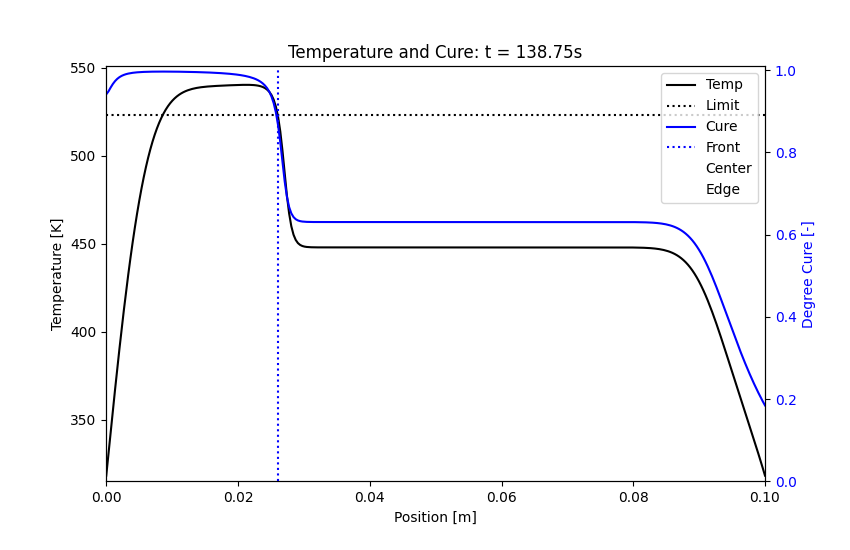 Temperature and Cure: t = 138.75s
550
500
450
400
350
Temperature [K]
1.0
0.8
0.6
0.4
0.2
0.0
Degree Cure [-]
Temp
Limit
Cure
Front
Center
Edge
0.00 0.02 0.04 0.06 0.08 0.10
Position [m]